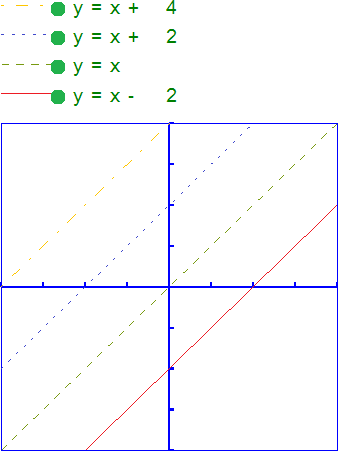 y = x + 4
y = x + 2
y = x
y = x - 2